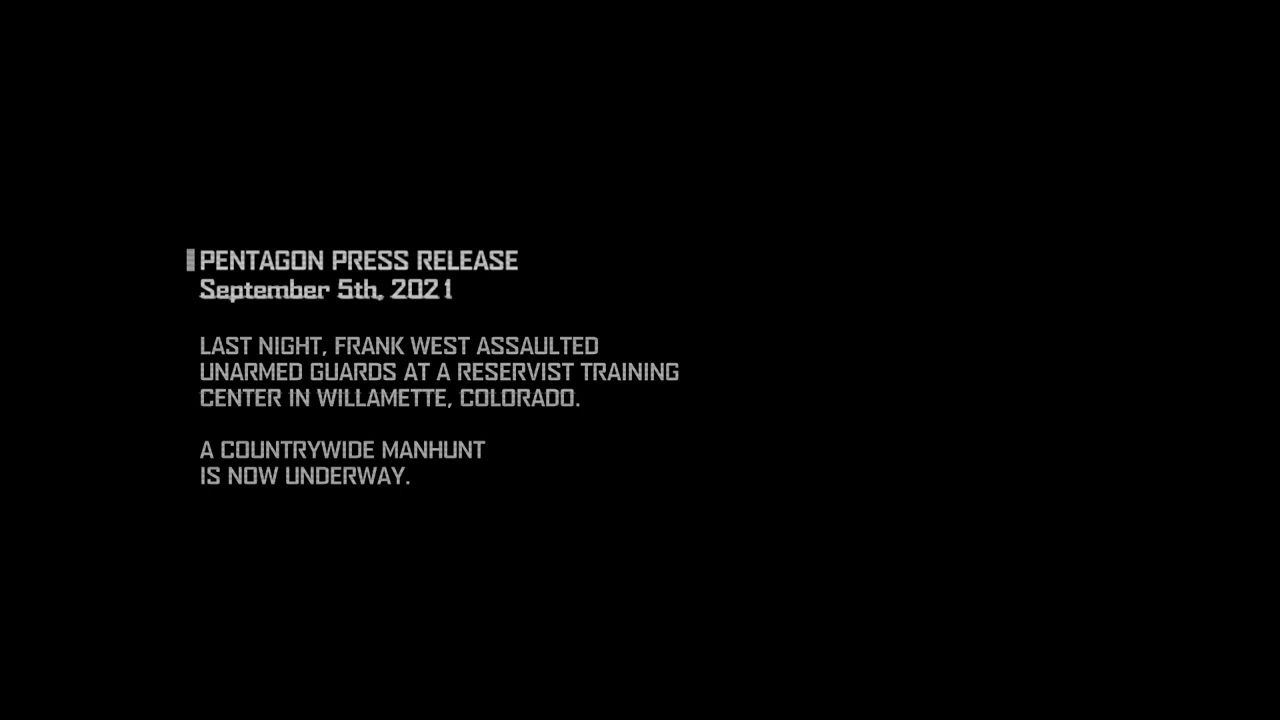 PENTAGON PRESS RELEASE
September 5th, 2021
LAST NIGHT, FRANK WEST ASSAULTED
UNARMED GUARDS AT A RESERVIST TRAINING
CENTER IN WILLAMETTE, COLORADO.
A COUNTRYWIDE MANHUNT
IS NOW UNDERWAY.